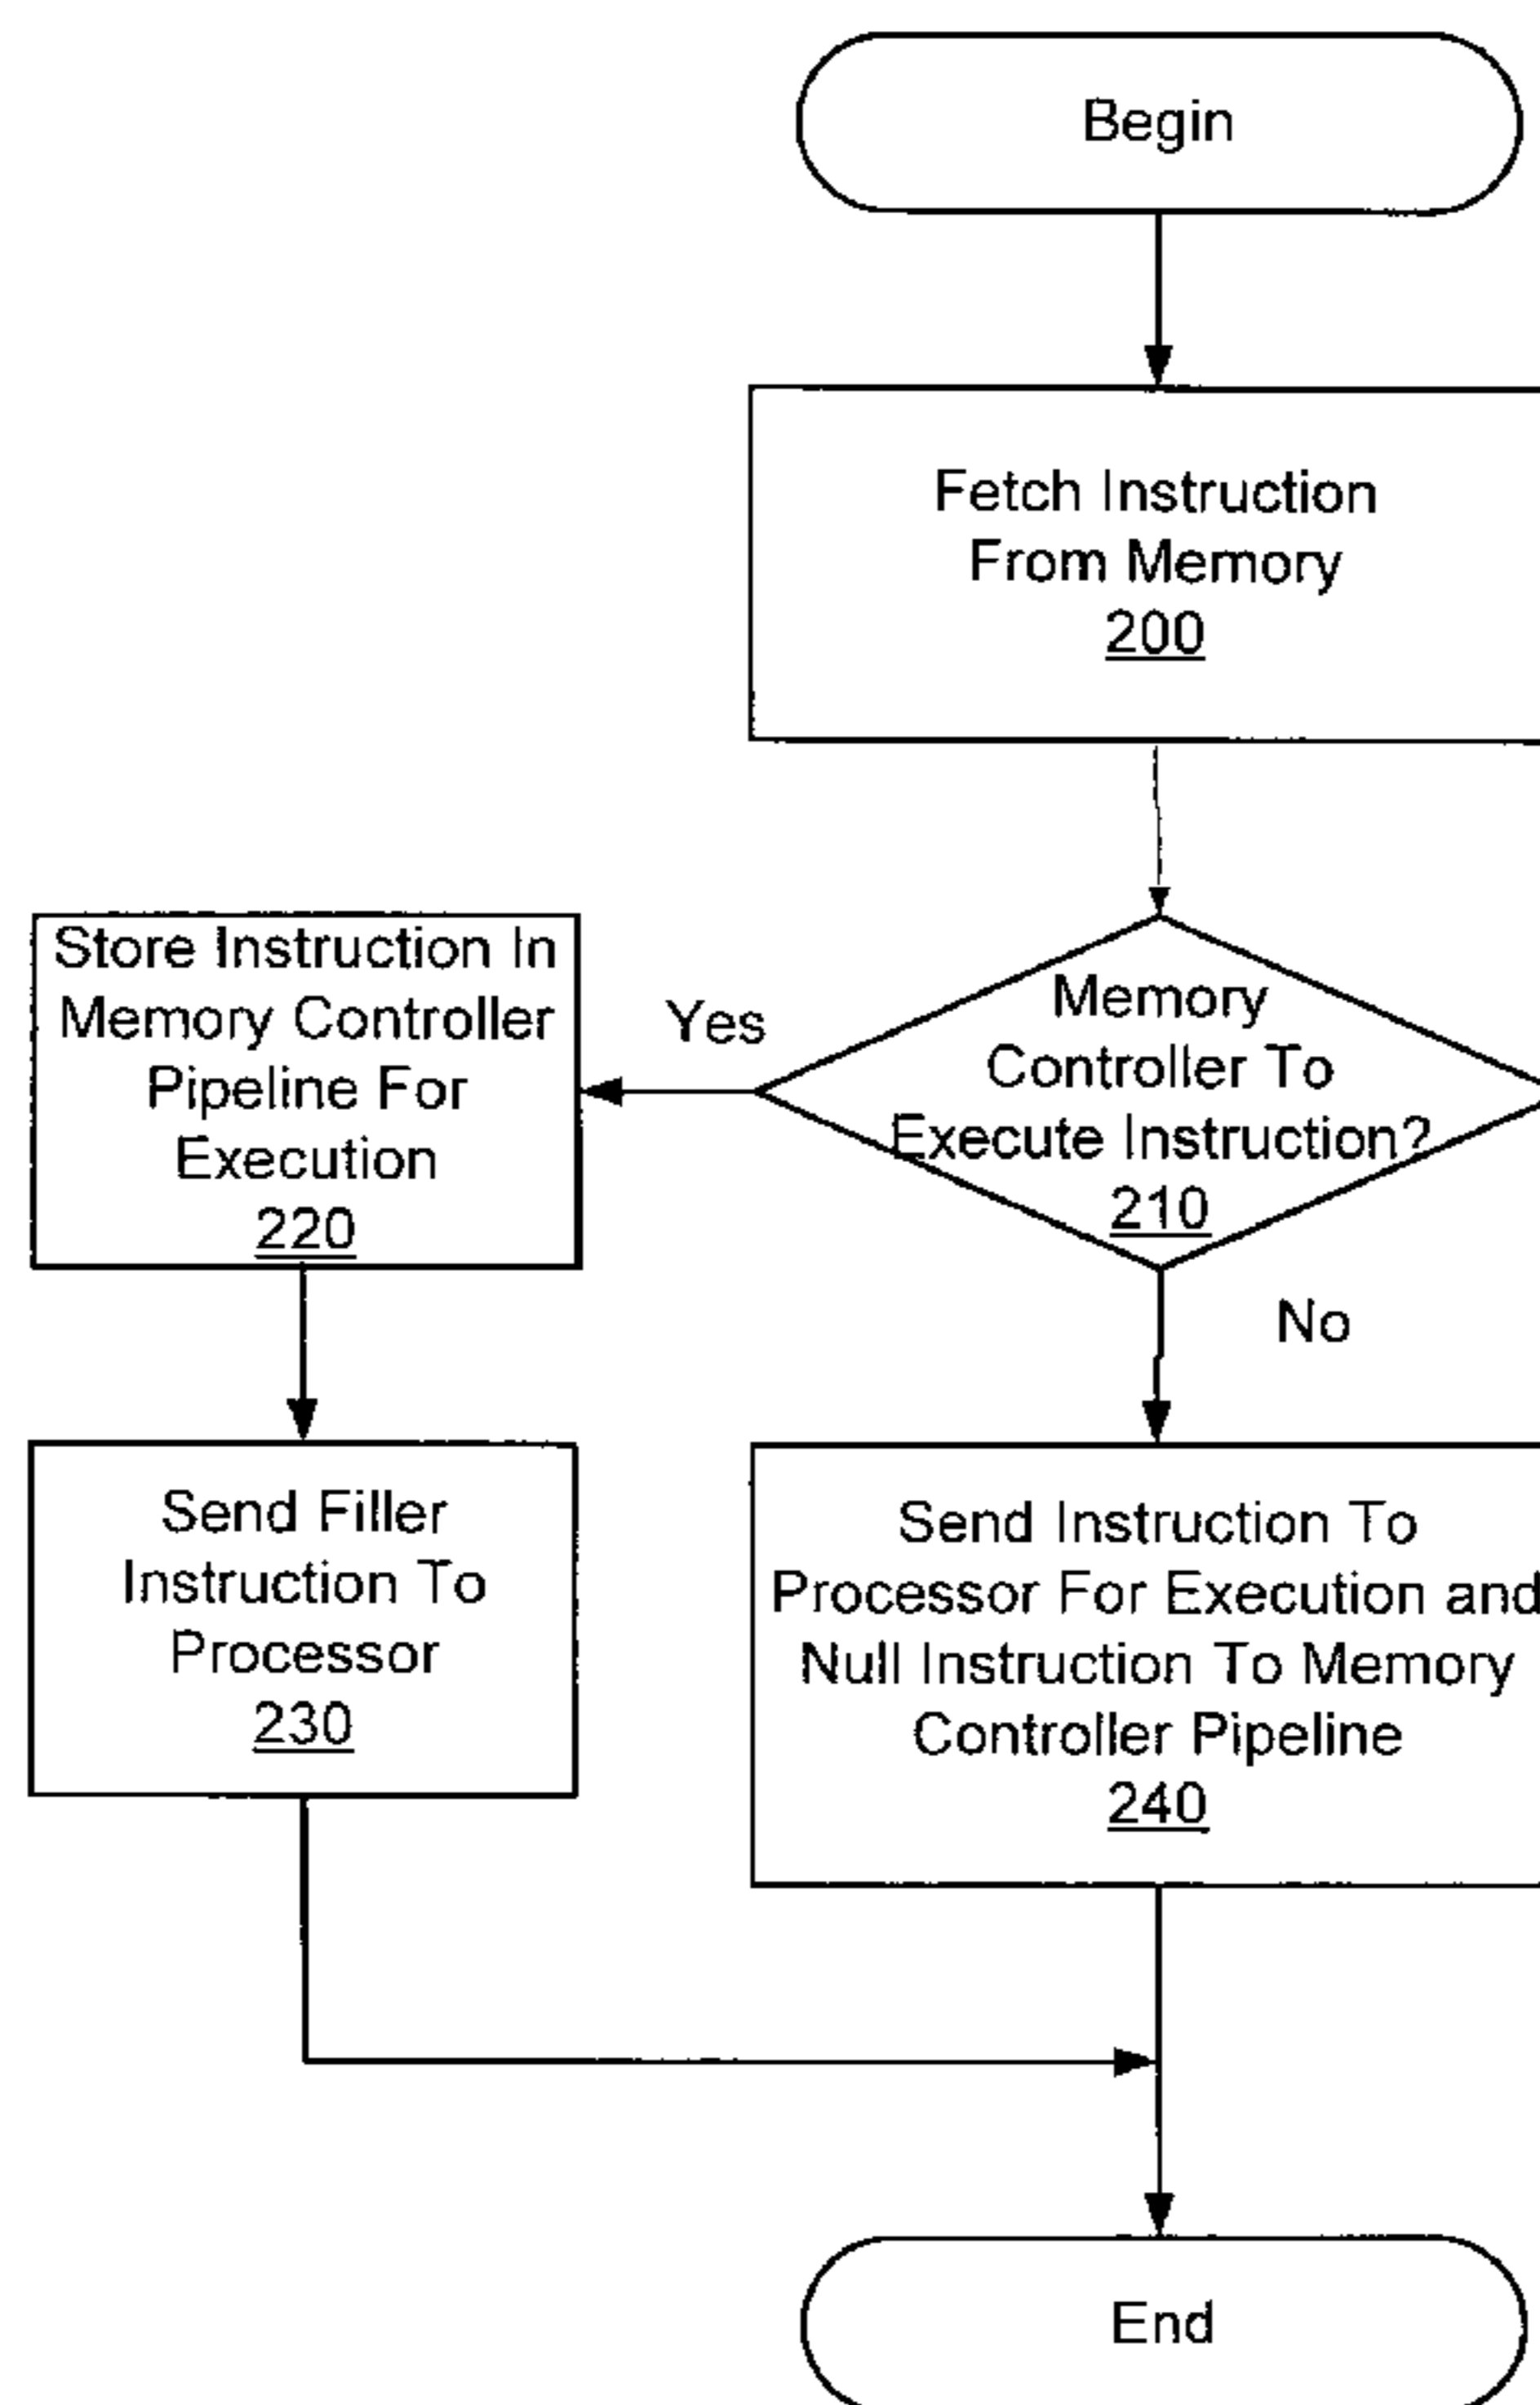 Begin
Fetch Instruction
From Memory
200
Store Instruction In
Memory Controller
Pipeline For
Execution
220
Yes
Memory
Controller To
Execute Instruction?
210
No
Send Filler
Instruction To
Processor
230
Send Instruction To
Processor For Execution and
Null Instruction To Memory
Controller Pipeline
240
End